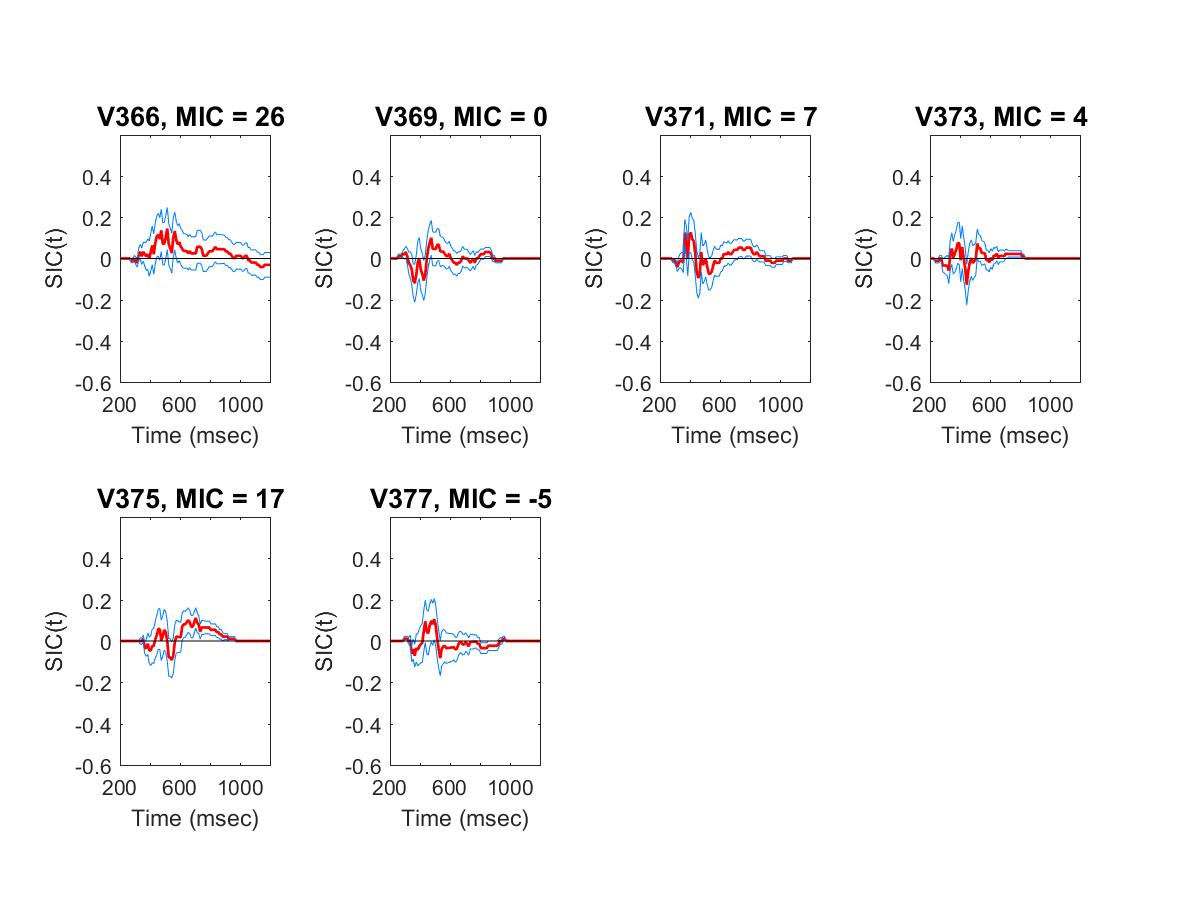 V366, MIC = 26
V369, MIC = 0
V371, MIC = 7
V373, MIC = 4
0.4
0.2
0
-0.2
-0.4
-0.6
SIC(t)
200 600 1000
Time (msec)
0.4
0.2
0
-0.2
-0.4
-0.6
SIC(t)
200 600 1000
Time (msec)
0.4
0.2
0
-0.2
-0.4
-0.6
SIC(t)
200 600 1000
Time (msec)
0.4
0.2
0
-0.2
-0.4
-0.6
SIC(t)
200 600 1000
Time (msec)
V375, MIC = 17
V377, MIC = -5
0.4
0.2
0
-0.2
-0.4
-0.6
SIC(t)
200 600 1000
Time (msec)
0.4
0.2
0
-0.2
-0.4
-0.6
SIC(t)
200 600 1000
Time (msec)